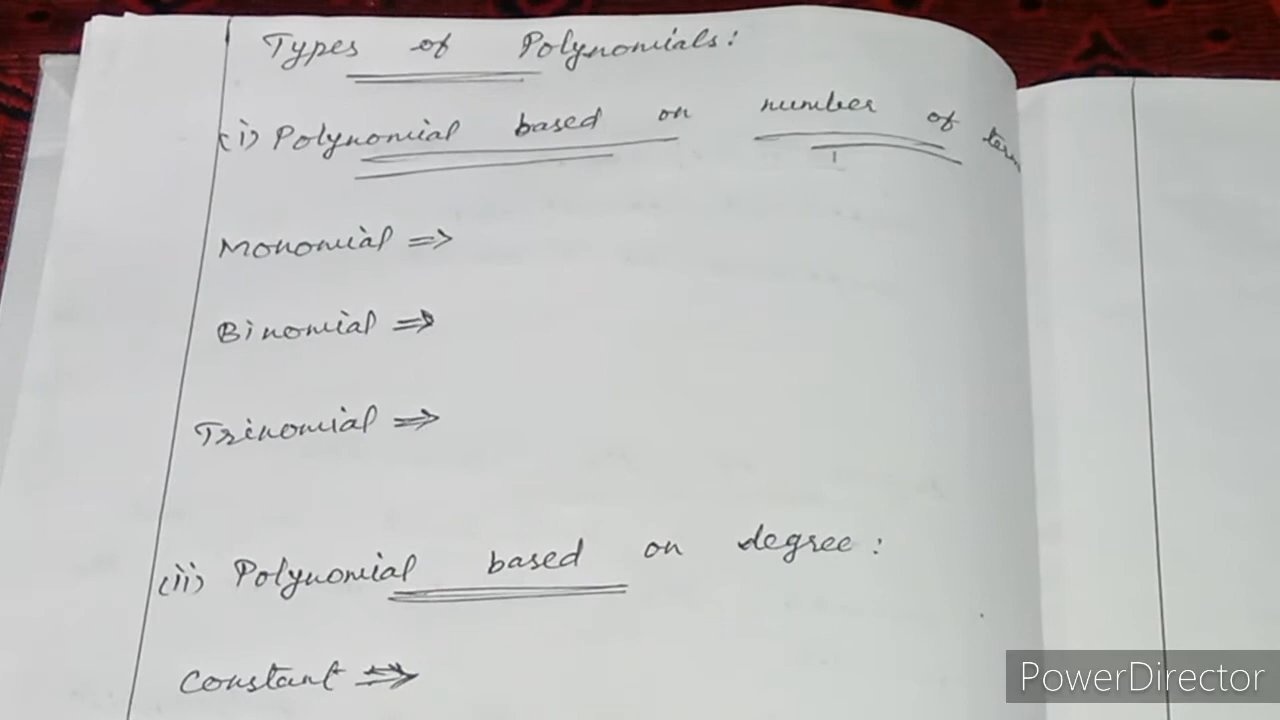 Types of Polynomials:
(i) Polynomial based on number of
Monomial ⇒
Binomial ⇒
Trinomial ⇒
(ii) Polynomial based on degree:
Constant ⇒
PowerDirector